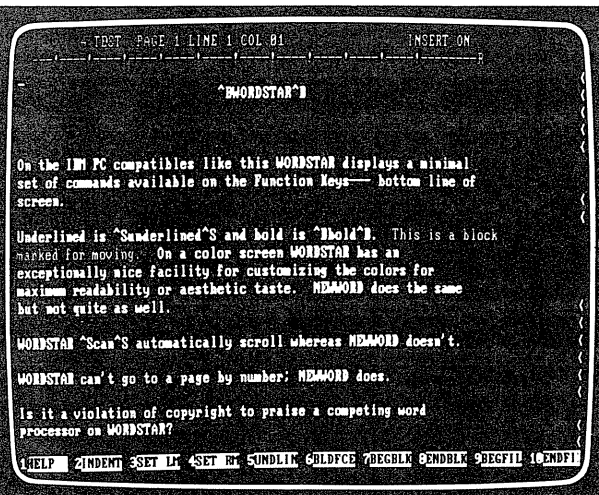 A:TEST PAGE 1 LINE 1 COL 01 INSERT ON
^BWORDSTAR^B
On the IBM PC compatibles like this WORDSTAR displays a minimal
set of commands available on the Function Keys— bottom line of
screen.
Underlined is ^Sunderlined^S and bold is ^Bbold^B. This is a block
marked for moving. On a color screen WORDSTAR has an
exceptionally nice facility for customizing the colors for
maximum readability or aesthetic taste. NEWWORD does the same
but not quite as well.
WORDSTAR ^Scan^S automatically scroll whereas NEWWORD doesn't.
WORDSTAR can't go to a page by number; NEWWORD does.
Is it a violation of copyright to praise a competing word
processor on WORDSTAR?
1HELP 2INDENT 3SET LM 4SET RM 5UNDLIN 6BLDFCE 7BEGBLK 8ENDBLK 9BEGFIL 10ENDFI